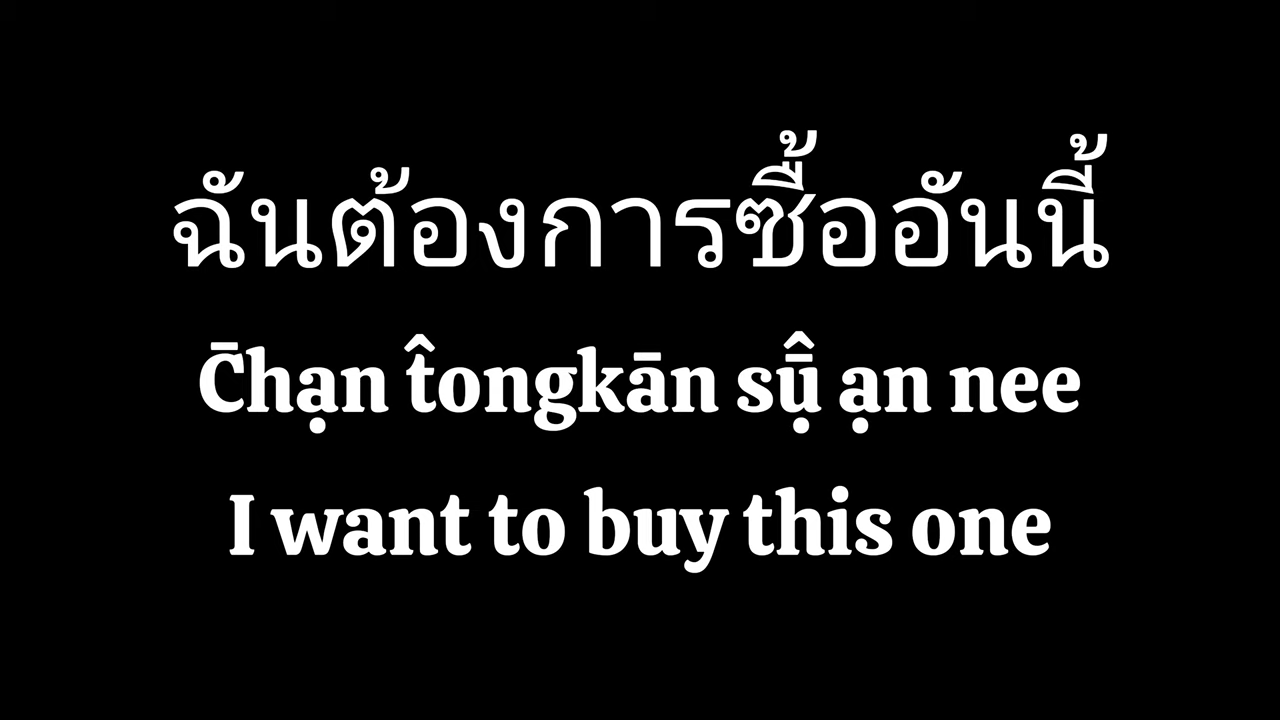 ฉันต้องการซื้ออันนี้
C̄hạn t̂ongkān sụ̄̂ ạn nee
I want to buy this one